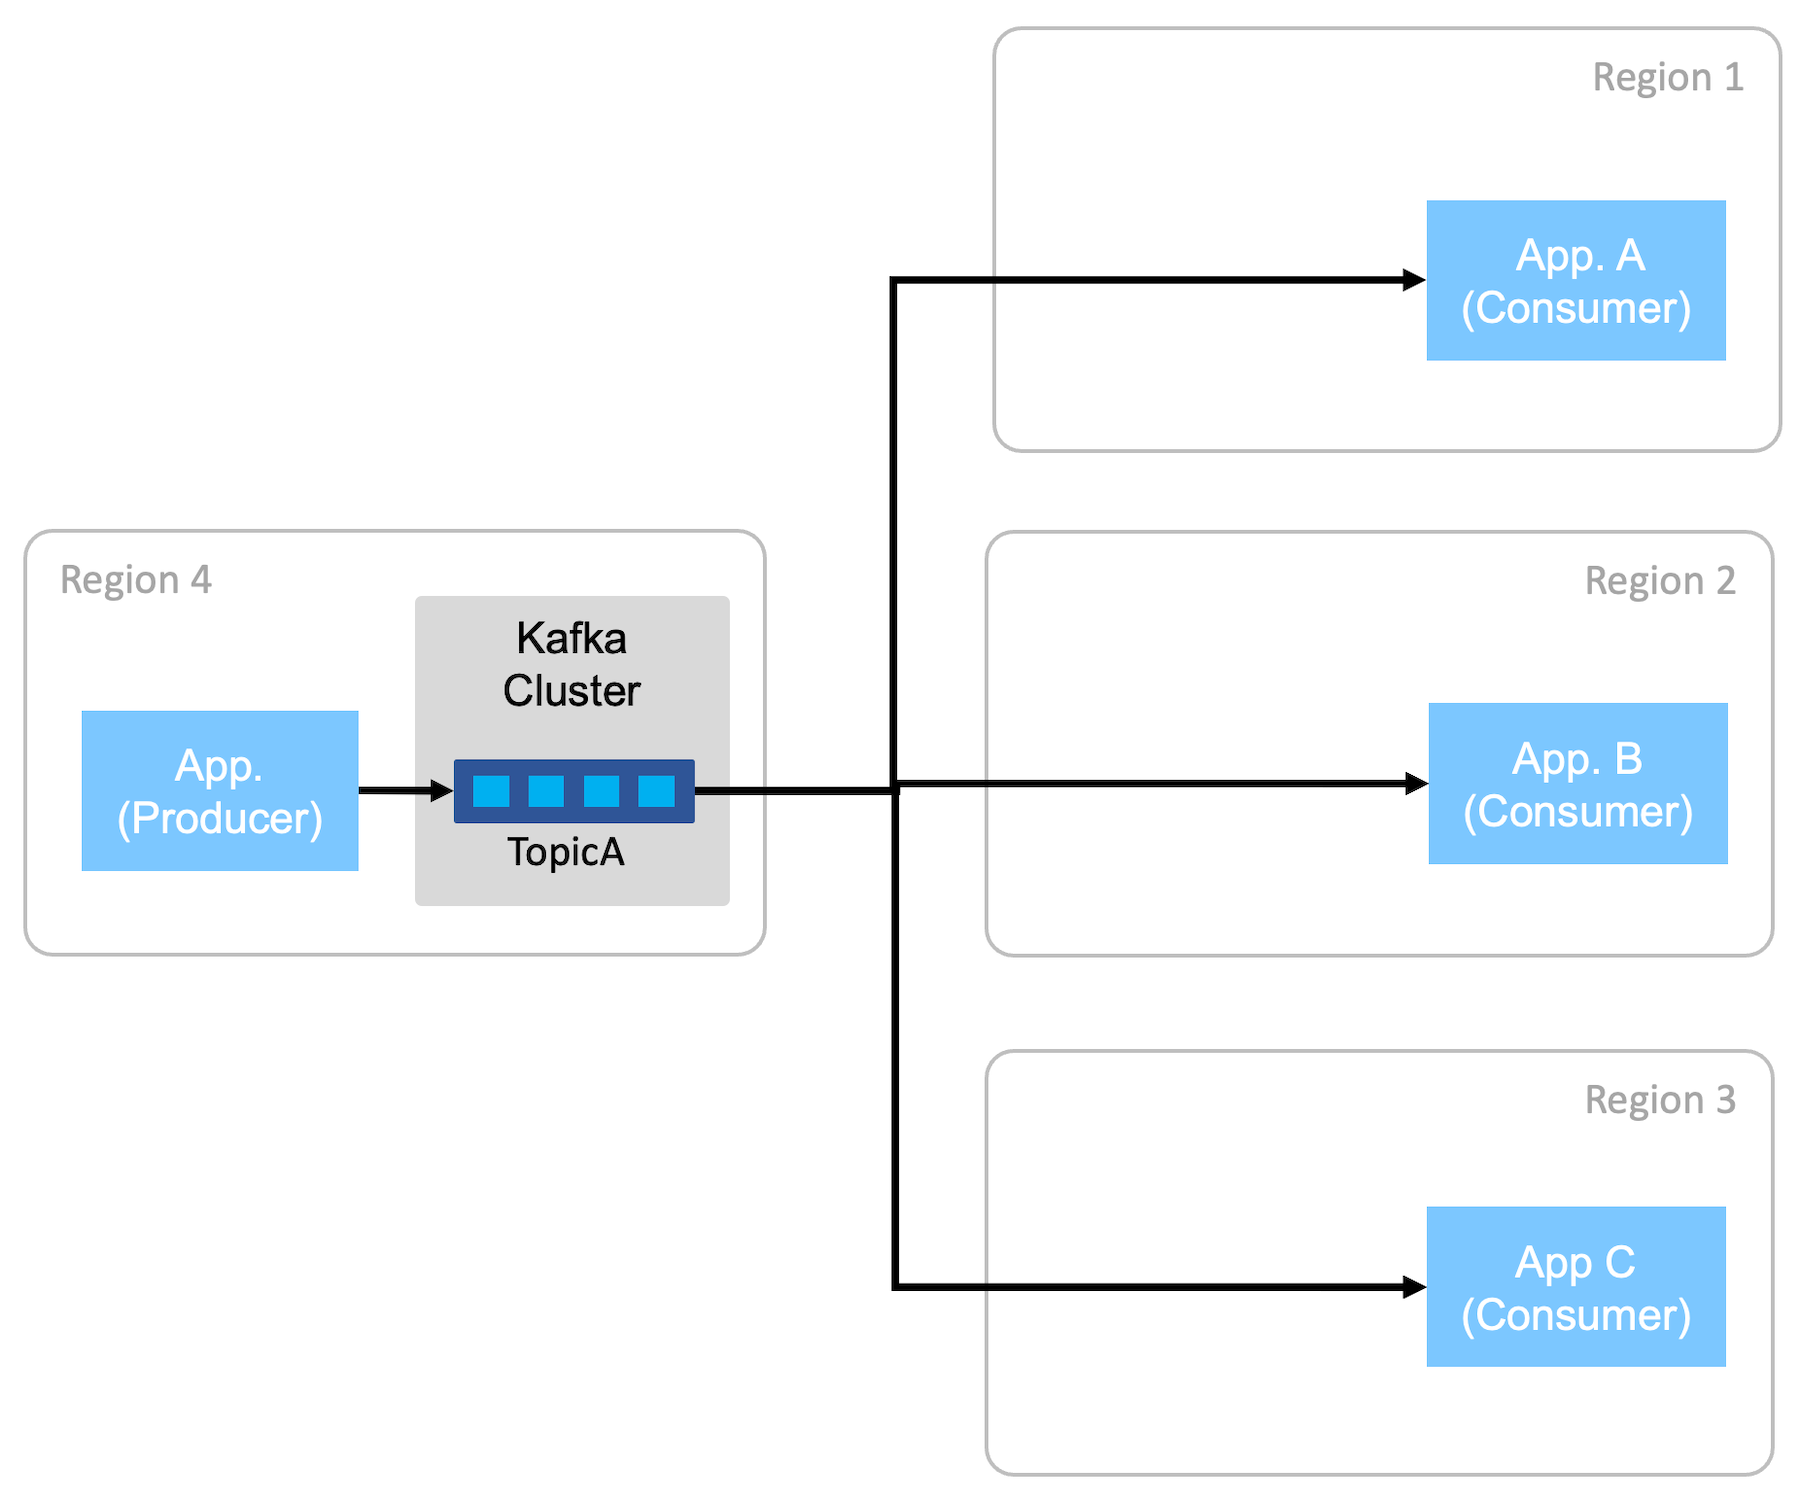 Region 1
App. A
(Consumer)
Region 4
Kafka
Cluster
App.
(Producer)
TopicA
Region 2
App. B
(Consumer)
Region 3
App C
(Consumer)